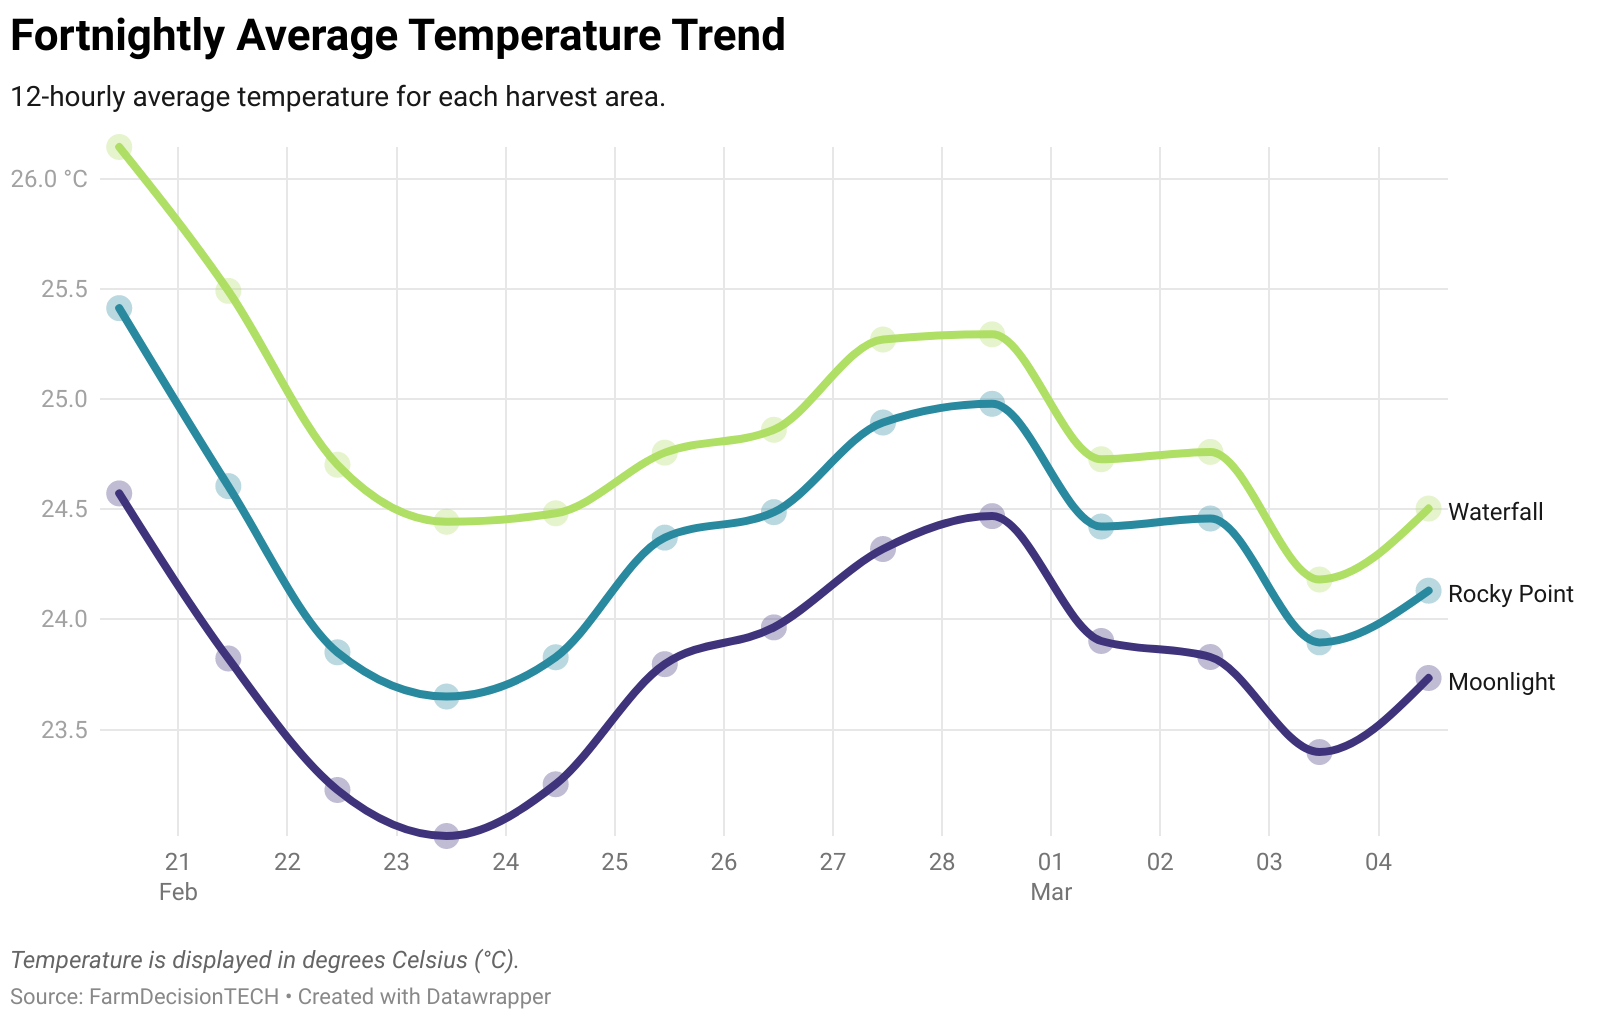 Fortnightly Average Temperature Trend
12-hourly average temperature for each harvest area.
26.0 °C
25.5
25.0
24.5
24.0
23.5
Waterfall
Rocky Point
Moonlight
21 22 23 24 25 26 27 28 01 02 03 04
Feb Mar
Temperature is displayed in degrees Celsius (°C).
Source: FarmDecisionTECH • Created with Datawrapper